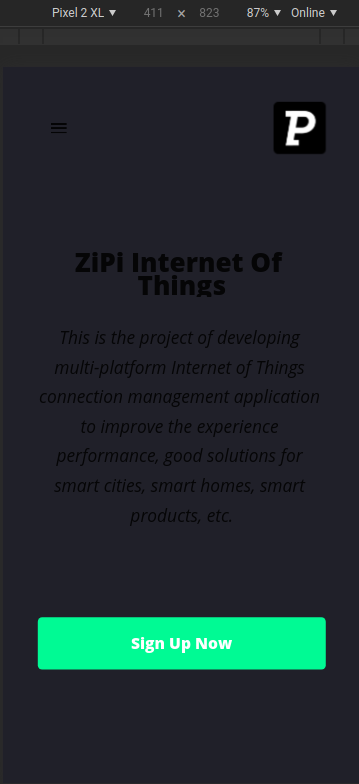 Pixel 2 XL 411 × 823 87% Online
P
ZiPi Internet Of
Things
This is the project of developing
multi-platform Internet of Things
connection management application
to improve the experience
performance, good solutions for
smart cities, smart homes, smart
products, etc.
Sign Up Now